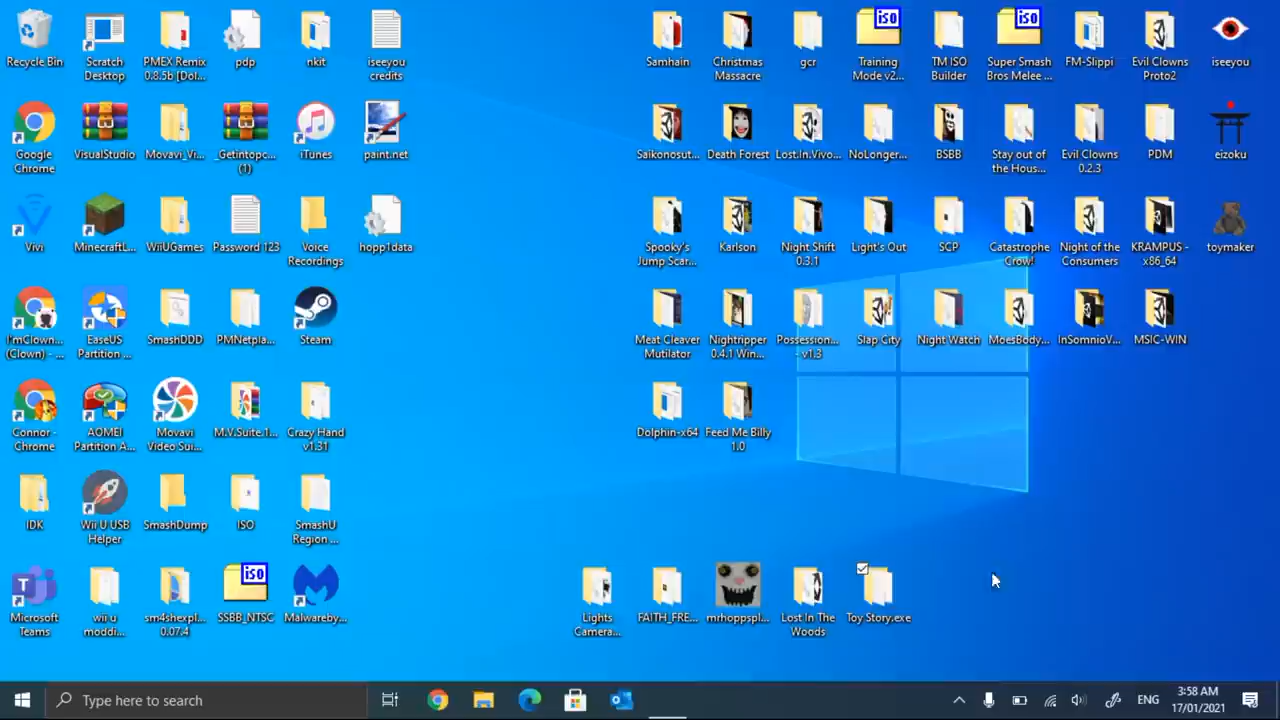 Recycle Bin
Scratch
Desktop
PMEX Remix
0.8.5b [Dol...
pdp
nkit
iseeyou
credits
Samhain
Christmas
Massacre
gcr
iso
Training
Mode v2...
TM ISO
Builder
iso
Super Smash
Bros Melee ...
FM-Slippi
Evil Clowns
Proto2
iseeyou
Google
Chrome
VisualStudio
Movavi_Vi...
_Getintopc...
(1)
iTunes
paint.net
Saikonosut...
Death Forest
Lost.In.Vivo...
NoLonger...
BSBB
Stay out of
the Hous...
Evil Clowns
0.2.3
PDM
eizoku
Vivi
MinecraftL...
WiiUGames
Password 123
Voice
Recordings
hopp1data
Spooky's
Jump Scar...
Karlson
Night Shift
0.3.1
Light's Out
SCP
Catastrophe
Crow!
Night of the
Consumers
KRAMPUS -
x86_64
toymaker
I'mClown...
(Clown) - ...
EaseUS
Partition ...
SmashDDD
PMNetpla...
Steam
Meat Cleaver
Mutilator
Nightripper
0.4.1 Win...
Possession...
- v1.3
Slap City
Night Watch
MoesBody...
InSomnioV...
MSIC-WIN
Connor -
Chrome
AOMEI
Partition A...
Movavi
Video Sui...
M.V.Suite.1...
Crazy Hand
v1.31
Dolphin-x64
Feed Me Billy
1.0
IDK
Wii U USB
Helper
SmashDump
ISO
SmashU
Region ...
T
Microsoft
Teams
wii u
moddi...
sm4shexpl...
0.07.4
iso
SSBB_NTSC
Malwareby...
Lights
Camera...
FAITH_FRE...
mrhoppspl...
Lost In The
Woods
Toy Story.exe
Type here to search
ENG
3:58 AM
17/01/2021